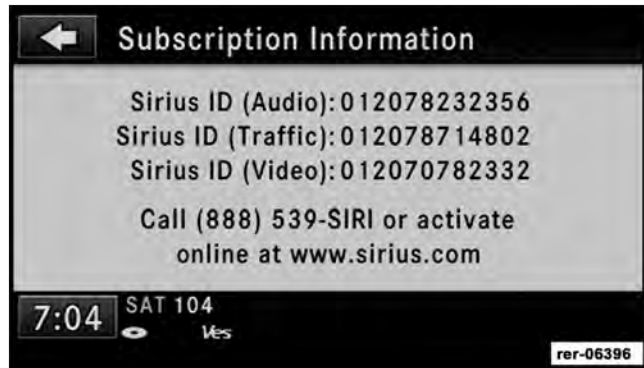 Subscription Information
Sirius ID (Audio): 012078232356
Sirius ID (Traffic): 012078714802
Sirius ID (Video): 012070782332
Call (888) 539-SIRI or activate
online at www.sirius.com
7:04 SAT 104
Ves
rer-06396